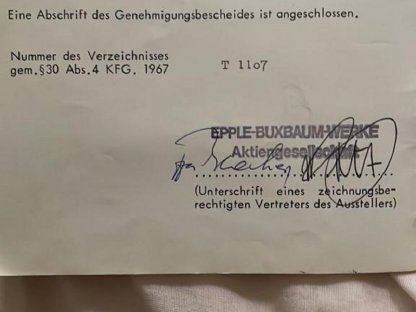 Eine Abschrift des Genehmigungsbescheides ist angeschlossen.
Nummer des Verzeichnisses
gem.§30 Abs.4 KFG. 1967
T 11o7
EPPLE-BUXBAUM-WERKE
Aktiengesellschaft
(Unterschrift eines zeichnungsbe-
rechtigten Vertreters des Ausstellers)